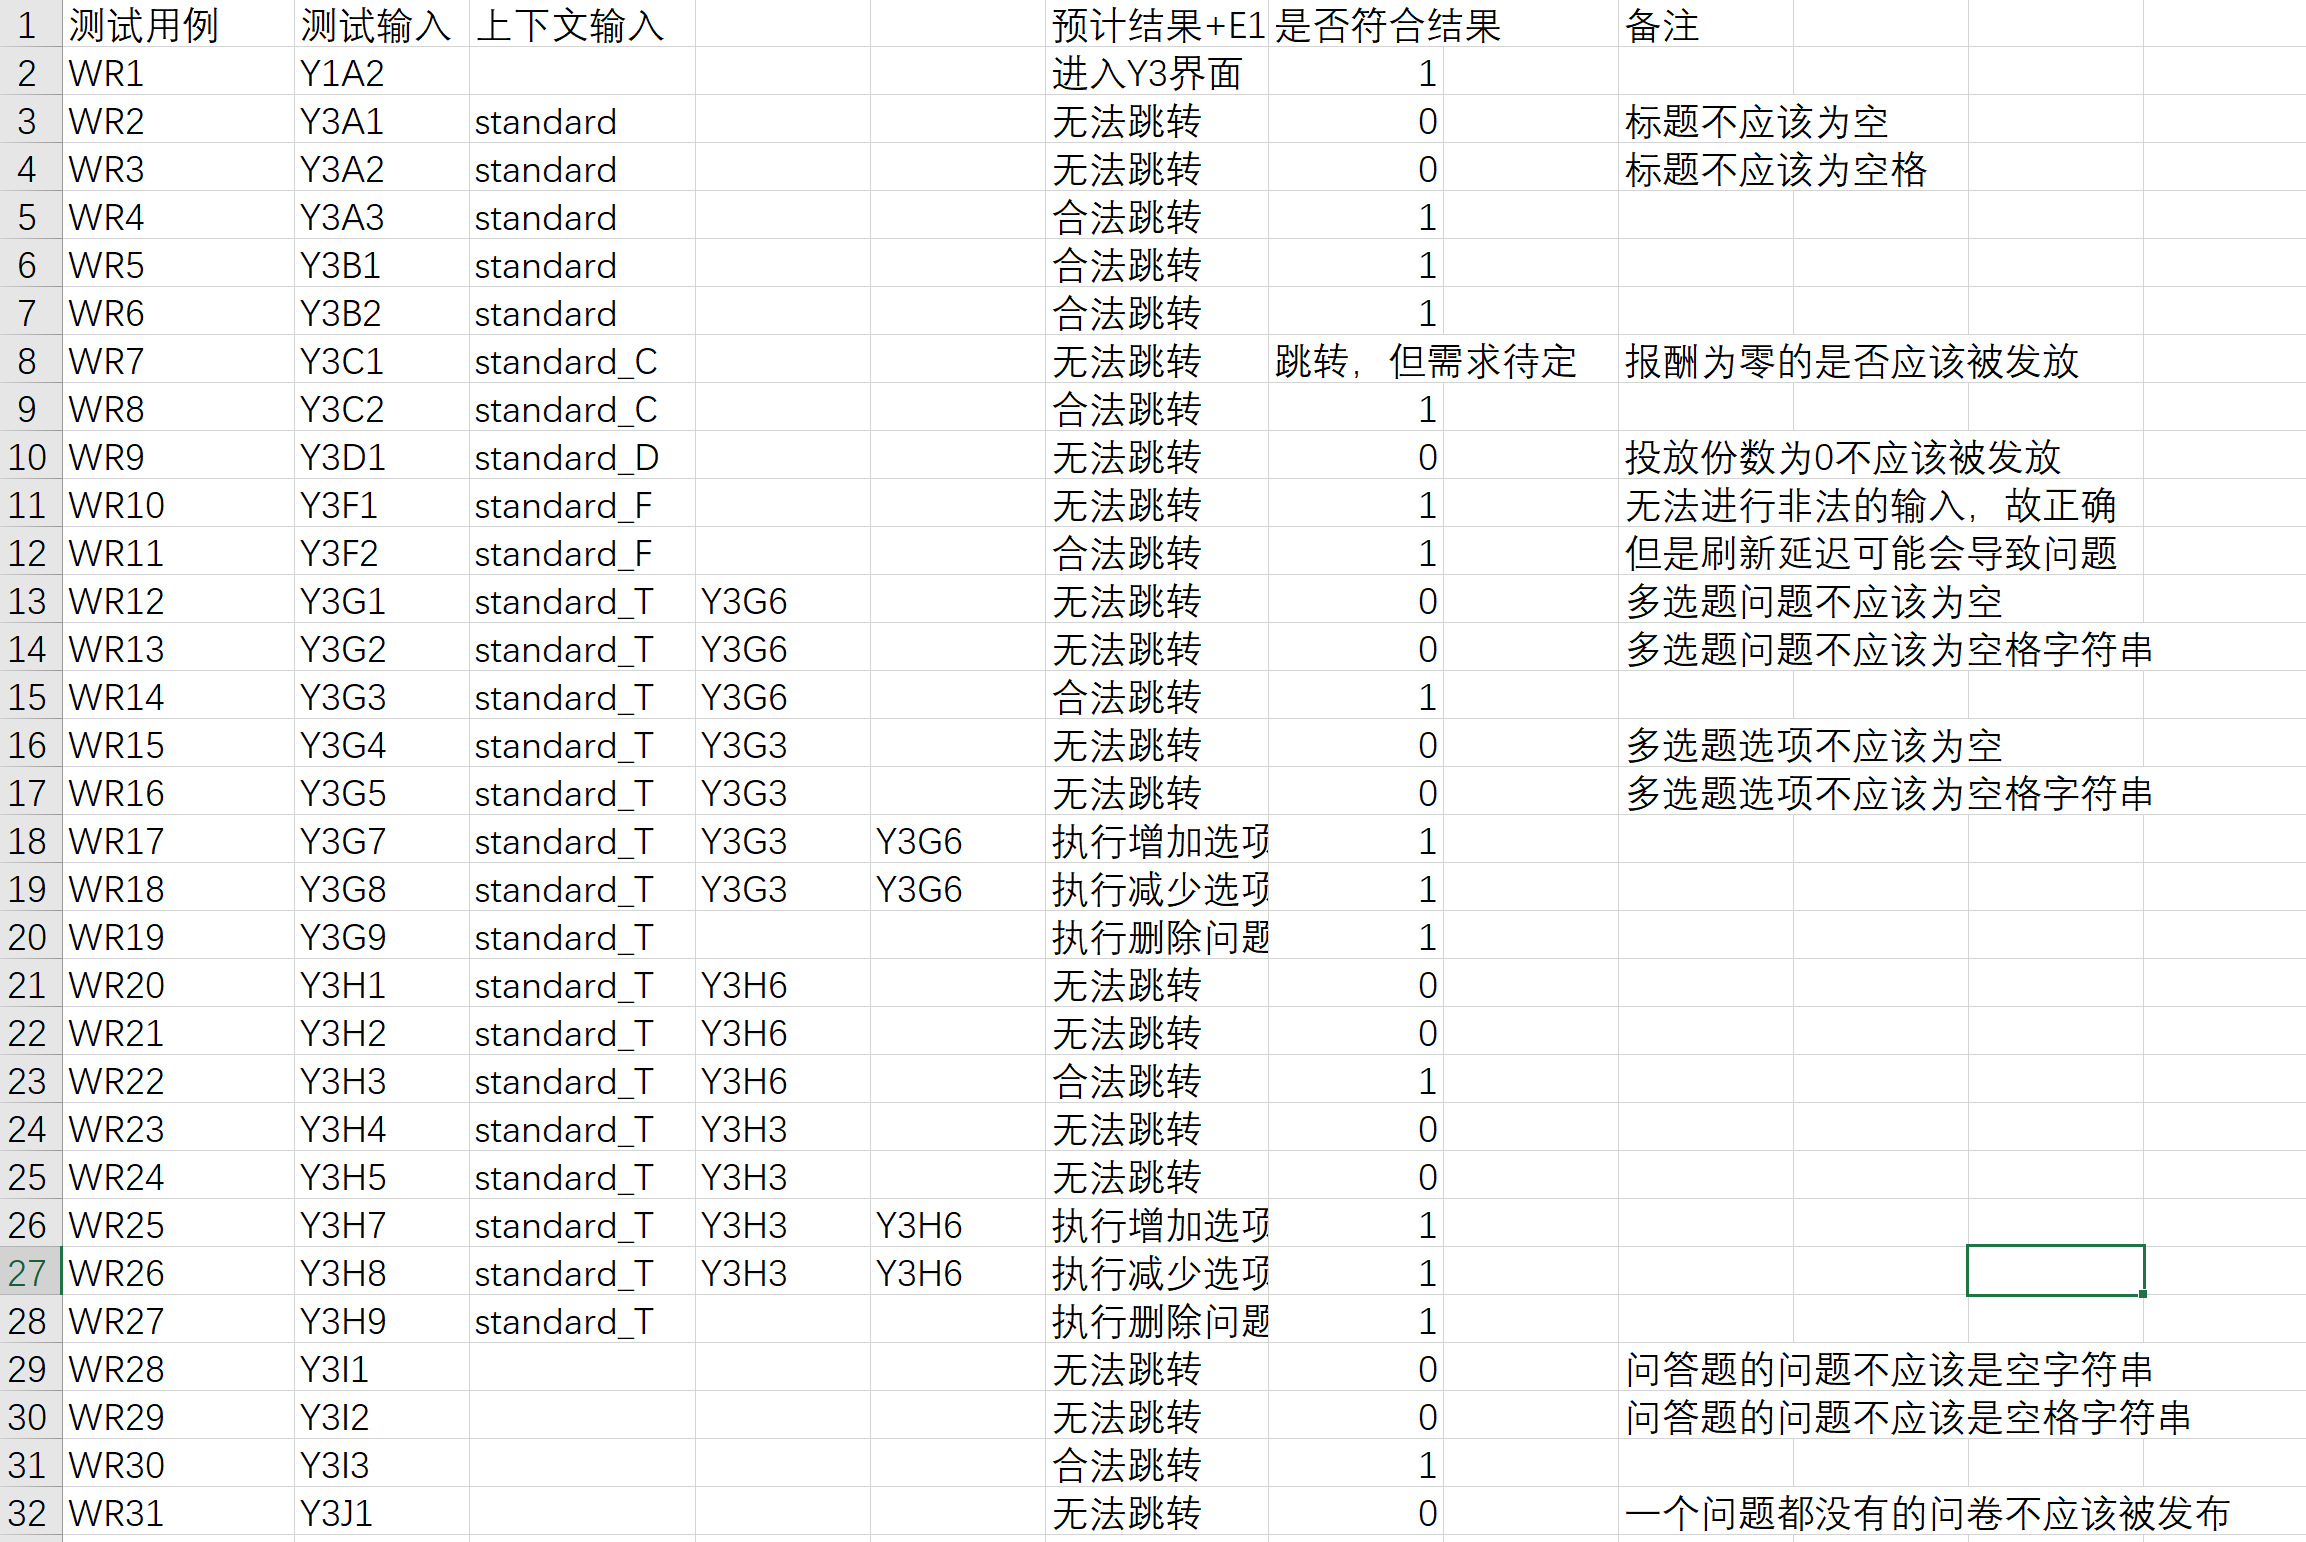 1 测试用例 测试输入 上下文输入 预计结果+E1 是否符合结果 备注
2 WR1 Y1A2 进入Y3界面 1
3 WR2 Y3A1 standard 无法跳转 0 标题不应该为空
4 WR3 Y3A2 standard 无法跳转 0 标题不应该为空格
5 WR4 Y3A3 standard 合法跳转 1
6 WR5 Y3B1 standard 合法跳转 1
7 WR6 Y3B2 standard 合法跳转 1
8 WR7 Y3C1 standard_C 无法跳转 跳转，但需求待定 报酬为零的是否应该被发放
9 WR8 Y3C2 standard_C 合法跳转 1
10 WR9 Y3D1 standard_D 无法跳转 0 投放份数为0不应该被发放
11 WR10 Y3F1 standard_F 无法跳转 1 无法进行非法的输入，故正确
12 WR11 Y3F2 standard_F 合法跳转 1 但是刷新延迟可能会导致问题
13 WR12 Y3G1 standard_T Y3G6 无法跳转 0 多选题问题不应该为空
14 WR13 Y3G2 standard_T Y3G6 无法跳转 0 多选题问题不应该为空格字符串
15 WR14 Y3G3 standard_T Y3G6 合法跳转 1
16 WR15 Y3G4 standard_T Y3G3 无法跳转 0 多选题选项不应该为空
17 WR16 Y3G5 standard_T Y3G3 无法跳转 0 多选题选项不应该为空格字符串
18 WR17 Y3G7 standard_T Y3G3 Y3G6 执行增加选项 1
19 WR18 Y3G8 standard_T Y3G3 Y3G6 执行减少选项 1
20 WR19 Y3G9 standard_T 执行删除问题 1
21 WR20 Y3H1 standard_T Y3H6 无法跳转 0
22 WR21 Y3H2 standard_T Y3H6 无法跳转 0
23 WR22 Y3H3 standard_T Y3H6 合法跳转 1
24 WR23 Y3H4 standard_T Y3H3 无法跳转 0
25 WR24 Y3H5 standard_T Y3H3 无法跳转 0
26 WR25 Y3H7 standard_T Y3H3 Y3H6 执行增加选项 1
27 WR26 Y3H8 standard_T Y3H3 Y3H6 执行减少选项 1
28 WR27 Y3H9 standard_T 执行删除问题 1
29 WR28 Y3I1 无法跳转 0 问答题的问题不应该是空字符串
30 WR29 Y3I2 无法跳转 0 问答题的问题不应该是空格字符串
31 WR30 Y3I3 合法跳转 1
32 WR31 Y3J1 无法跳转 0 一个问题都没有的问卷不应该被发布